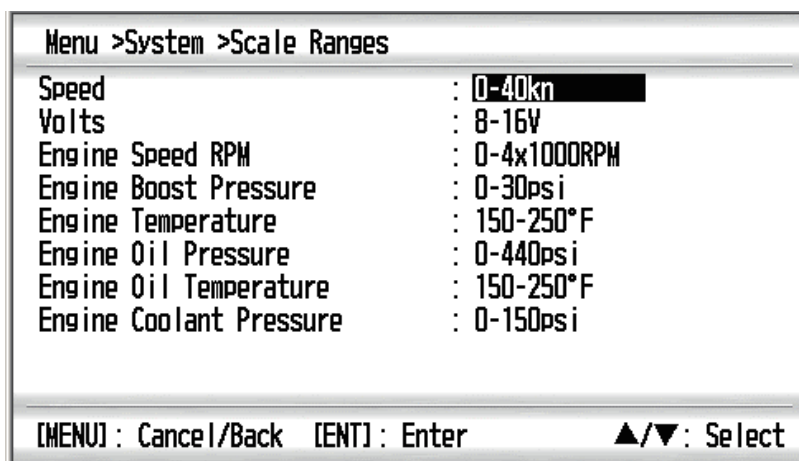 Menu >System >Scale Ranges
Speed : 0-40kn
Volts : 8-16V
Engine Speed RPM : 0-4x1000RPM
Engine Boost Pressure : 0-30psi
Engine Temperature : 150-250°F
Engine Oil Pressure : 0-440psi
Engine Oil Temperature : 150-250°F
Engine Coolant Pressure : 0-150psi
[MENU] : Cancel/Back [ENT] : Enter ▲/▼: Select